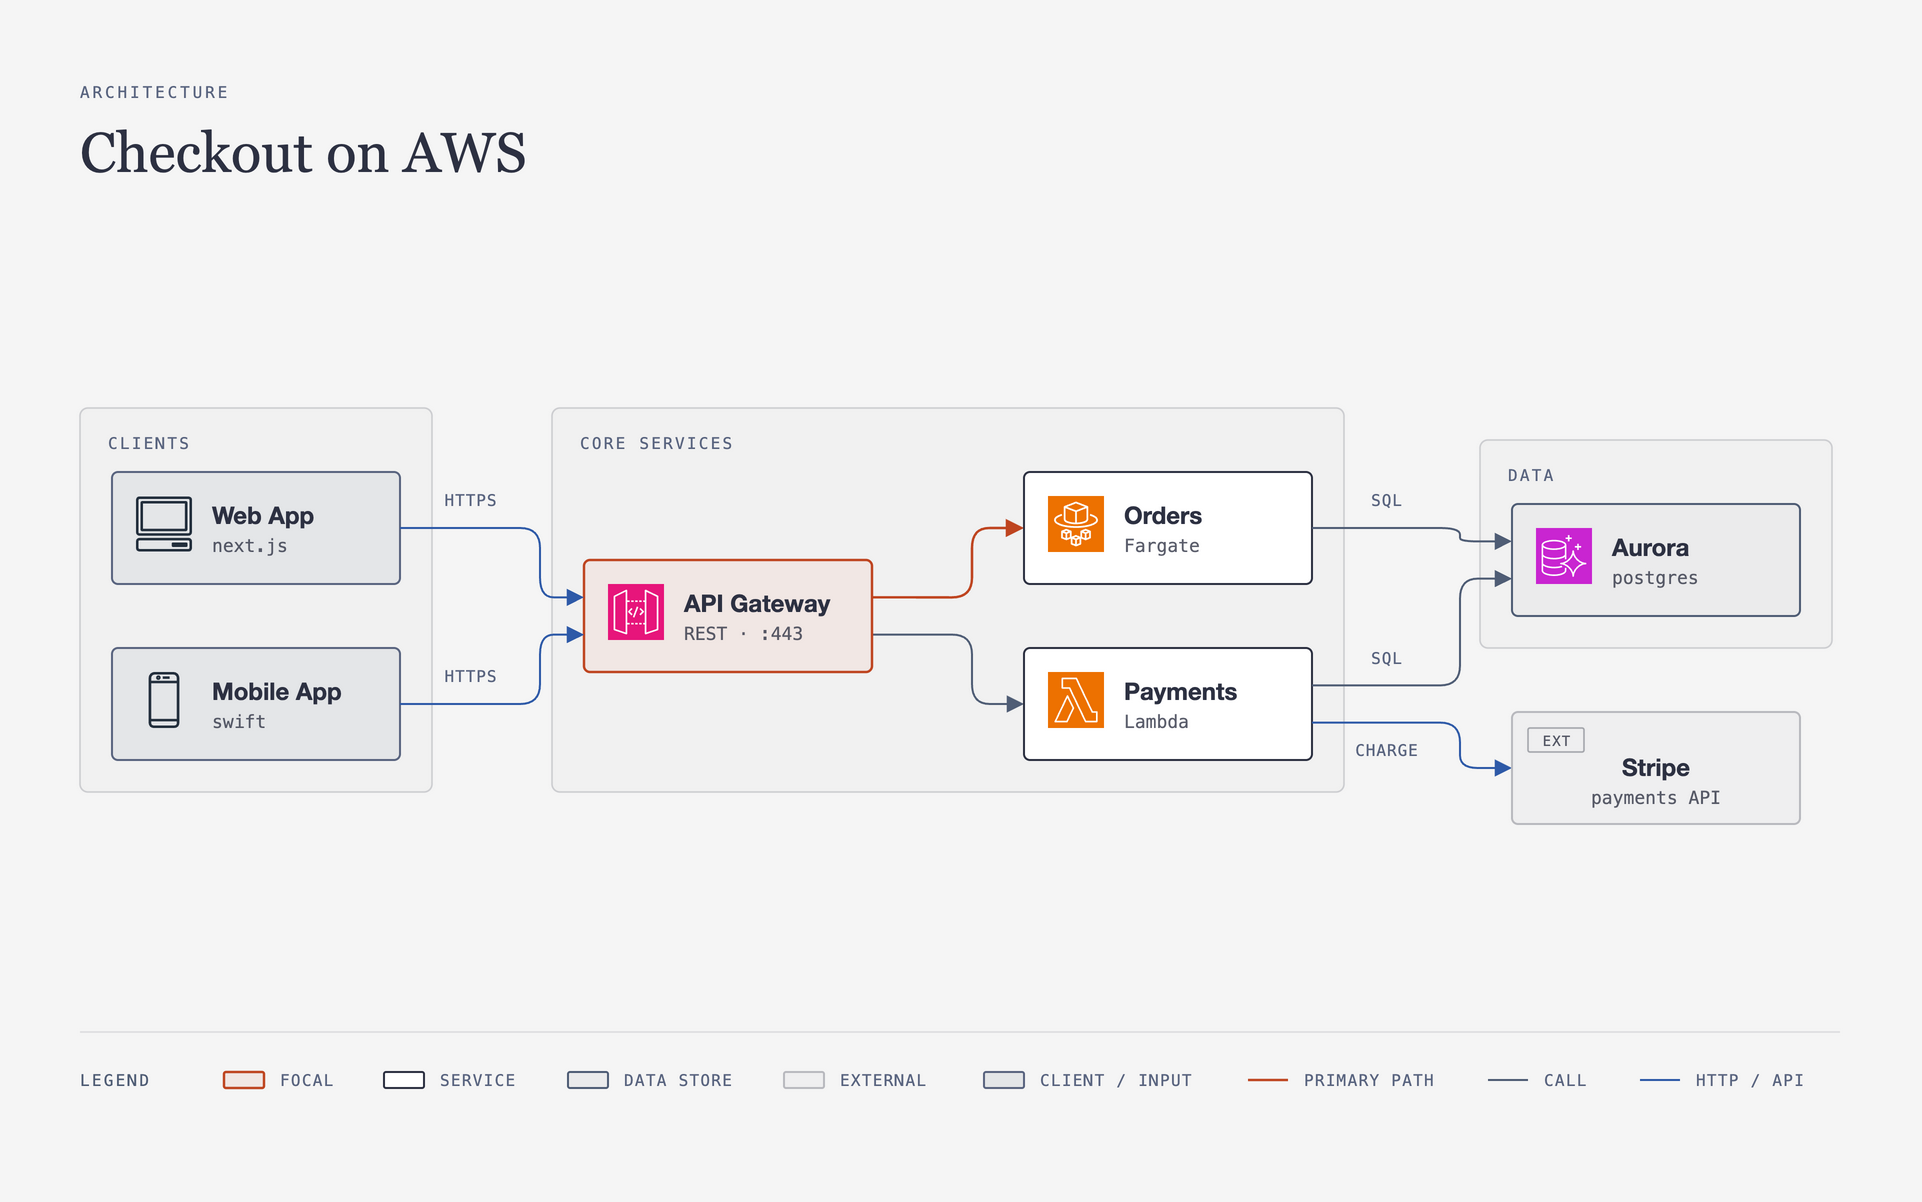 ARCHITECTURE
Checkout on AWS
CLIENTS
Web App
next.js
Mobile App
swift
HTTPS
HTTPS
CORE SERVICES
API Gateway
REST · :443
</>
Orders
Fargate
Payments
Lambda
SQL
SQL
CHARGE
DATA
Aurora
postgres
EXT
Stripe
payments API
LEGEND
FOCAL
SERVICE
DATA STORE
EXTERNAL
CLIENT / INPUT
PRIMARY PATH
CALL
HTTP / API